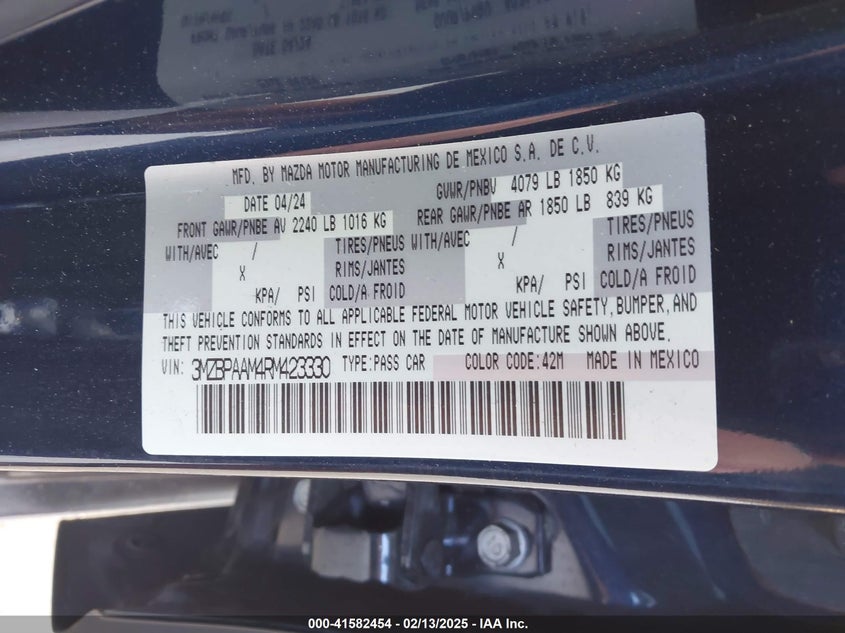 MFD. BY MAZDA MOTOR MANUFACTURING DE MEXICO S.A. DE C.V.
DATE 04/24 GVWR/PNBV 4079 LB 1850 KG
FRONT GAWR/PNBE AV 2240 LB 1016 KG REAR GAWR/PNBE AR 1850 LB 839 KG
WITH/AVEC / TIRES/PNEUS WITH/AVEC / TIRES/PNEUS
X RIMS/JANTES X RIMS/JANTES
KPA/ PSI COLD/A FROID KPA/ PSI COLD/A FROID
THIS VEHICLE CONFORMS TO ALL APPLICABLE FEDERAL MOTOR VEHICLE SAFETY, BUMPER, AND
THEFT PREVENTION STANDARDS IN EFFECT ON THE DATE OF MANUFACTURE SHOWN ABOVE.
VIN: 3MZBPAAM4RM423330 TYPE:PASS CAR COLOR CODE:42M MADE IN MEXICO
000-41582454 - 02/13/2025 - IAA Inc.